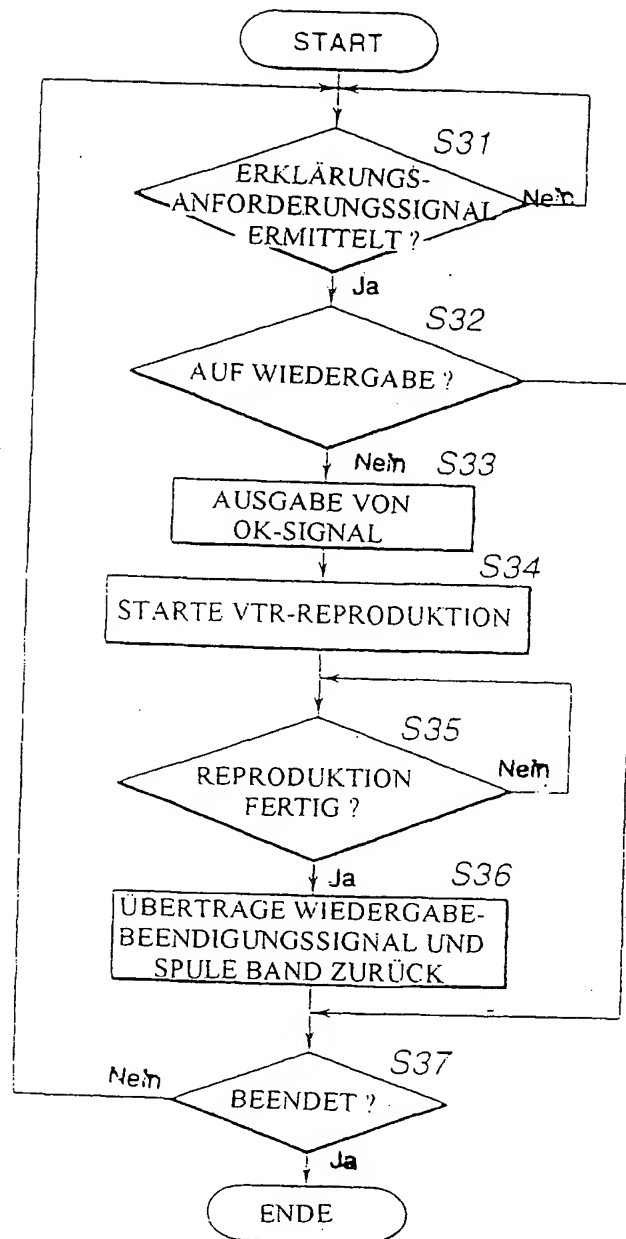 START
S31
ERKLÄRUNGS-
ANFORDERUNGSSIGNAL
ERMITTELT ?
Nein
Ja
S32
AUF WIEDERGABE ?
Nein
S33
AUSGABE VON
OK-SIGNAL
S34
STARTE VTR-REPRODUKTION
S35
REPRODUKTION
FERTIG ?
Nein
Ja
S36
ÜBERTRAGE WIEDERGABE-
BEENDIGUNGSSIGNAL UND
SPULE BAND ZURÜCK
S37
Nein
BEENDET ?
Ja
ENDE